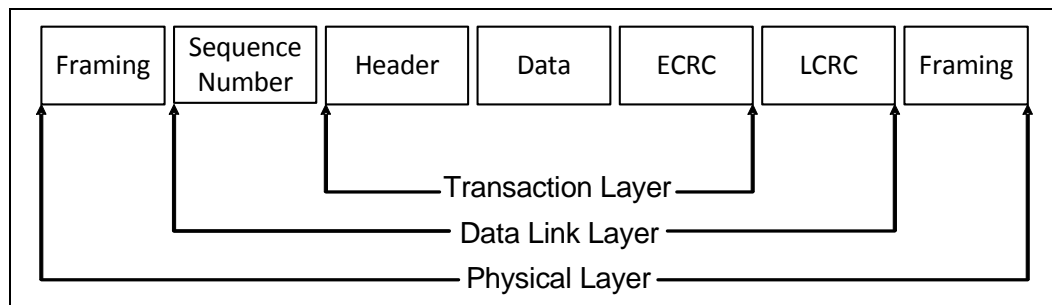 Framing
Sequence
Number
Header
Data
ECRC
LCRC
Framing
Transaction Layer
Data Link Layer
Physical Layer